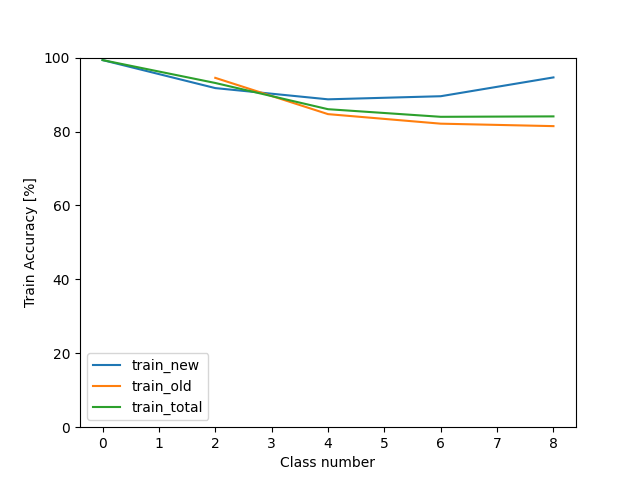 100
80
60
40
20
0
Train Accuracy [%]
train_new
train_old
train_total
0 1 2 3 4 5 6 7 8
Class number